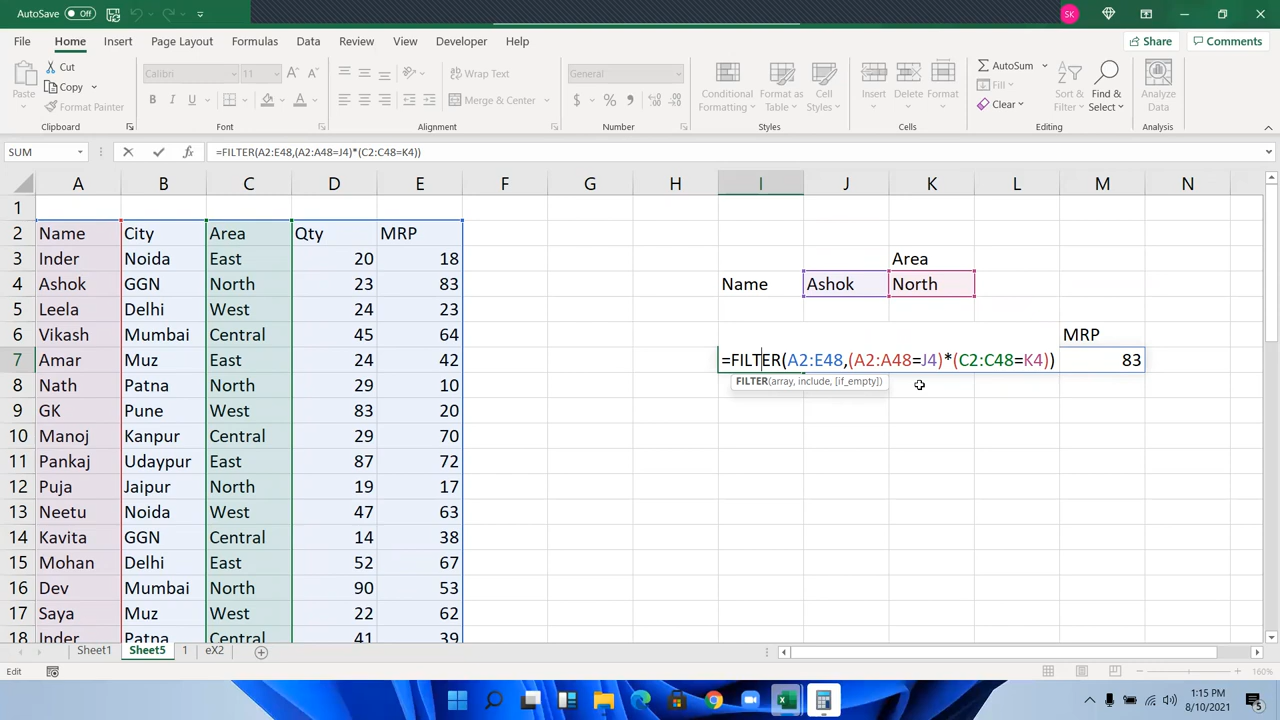 AutoSave Off
SK
File Home Insert Page Layout Formulas Data Review View Developer Help Share Comments
Paste Cut Copy Format Painter Clipboard
Calibri 11 B I U A A Font
Wrap Text Merge & Center Alignment
General $ % Number
Conditional Formatting Format as Table Cell Styles Styles
Insert Delete Format Cells
AutoSum Fill Clear Sort & Filter Find & Select Editing
Analyze Data Analysis
SUM fx =FILTER(A2:E48,(A2:A48=J4)*(C2:C48=K4))
A B C D E F G H I J K L M N
1
2 Name City Area Qty MRP
3 Inder Noida East 20 18 Area
4 Ashok GGN North 23 83 Name Ashok North
5 Leela Delhi West 24 23
6 Vikash Mumbai Central 45 64 MRP
7 Amar Muz East 24 42 =FILTER(A2:E48,(A2:A48=J4)*(C2:C48=K4)) 83
8 Nath Patna North 29 10 FILTER(array, include, [if_empty])
9 GK Pune West 83 20
10 Manoj Kanpur Central 29 70
11 Pankaj Udaypur East 87 72
12 Puja Jaipur North 19 17
13 Neetu Noida West 47 63
14 Kavita GGN Central 14 38
15 Mohan Delhi East 52 67
16 Dev Mumbai North 90 53
17 Saya Muz West 22 62
18 Inder Patna Central 41 39
Sheet1 Sheet5 1 eX2
Edit 160%
1:15 PM
8/10/2021
5